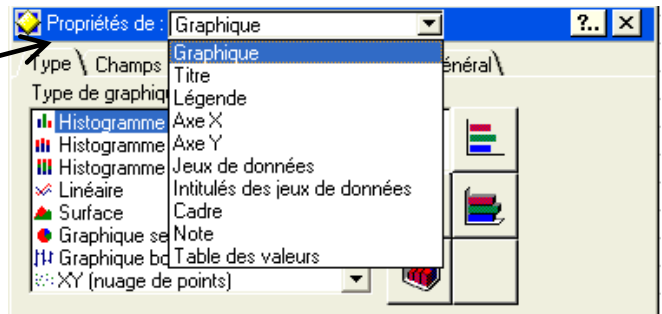 Propriétés de : Graphique ?..
Graphique
Titre
Légende
Axe X
Axe Y
Jeux de données
Intitulés des jeux de données
Cadre
Note
Table des valeurs
Type Champs énéral
Type de graphiq
Histogramme
Histogramme
Histogramme
Linéaire
Surface
Graphique se
Graphique bo
XY (nuage de points)